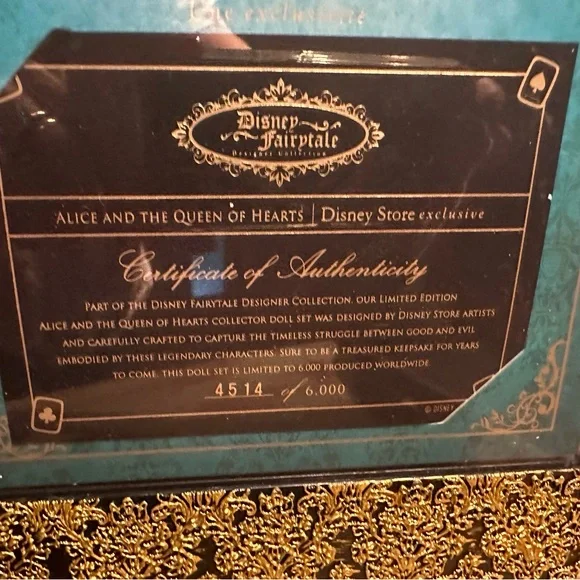 exclusive
Disney
Fairytale
Designer Collection
ALICE AND THE QUEEN OF HEARTS | Disney Store exclusive
Certificate of Authenticity
PART OF THE DISNEY FAIRYTALE DESIGNER COLLECTION, OUR LIMITED EDITION
ALICE AND THE QUEEN OF HEARTS COLLECTOR DOLL SET WAS DESIGNED BY DISNEY STORE ARTISTS
AND CAREFULLY CRAFTED TO CAPTURE THE TIMELESS STRUGGLE BETWEEN GOOD AND EVIL
EMBODIED BY THESE LEGENDARY CHARACTERS. SURE TO BE A TREASURED KEEPSAKE FOR YEARS
TO COME, THIS DOLL SET IS LIMITED TO 6,000 PRODUCED WORLDWIDE.
4514 of 6,000
© DISNEY